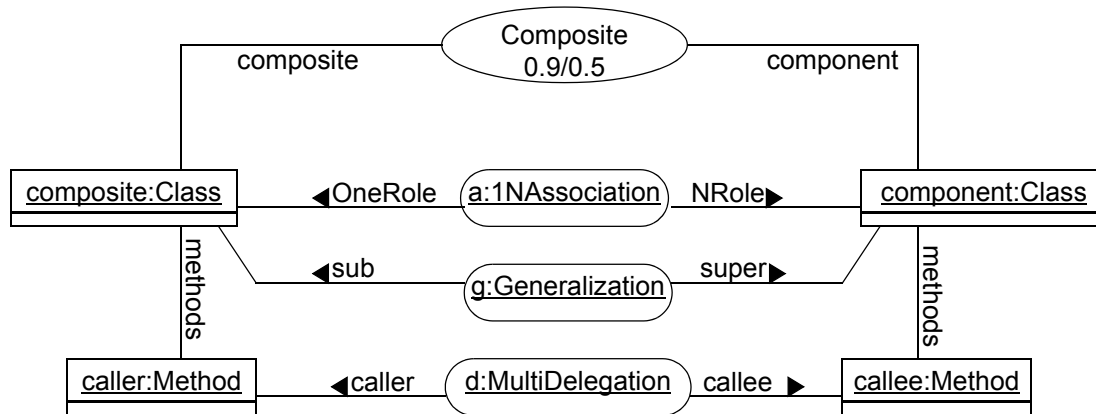 Composite
0.9/0.5
composite
component
composite:Class
OneRole
a:1NAssociation
NRole
component:Class
methods
sub
g:Generalization
super
methods
caller:Method
caller
d:MultiDelegation
callee
callee:Method